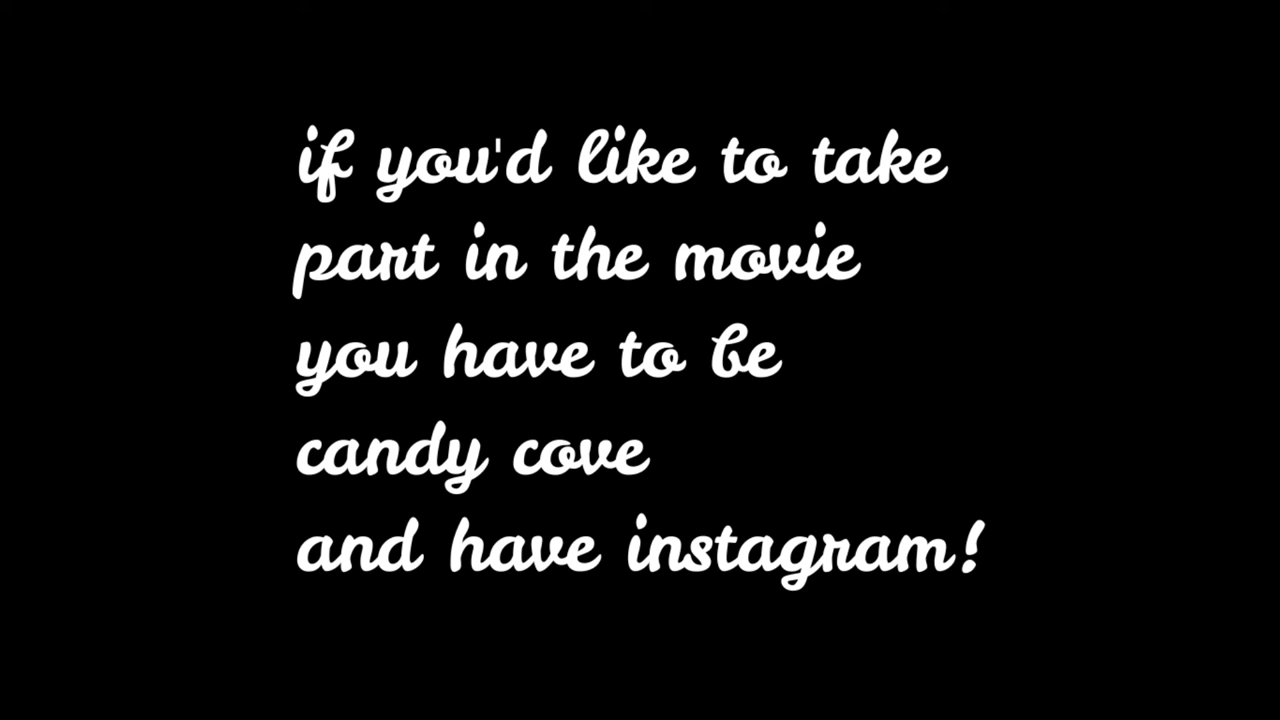 if you'd like to take
part in the movie
you have to be
candy cove
and have instagram!